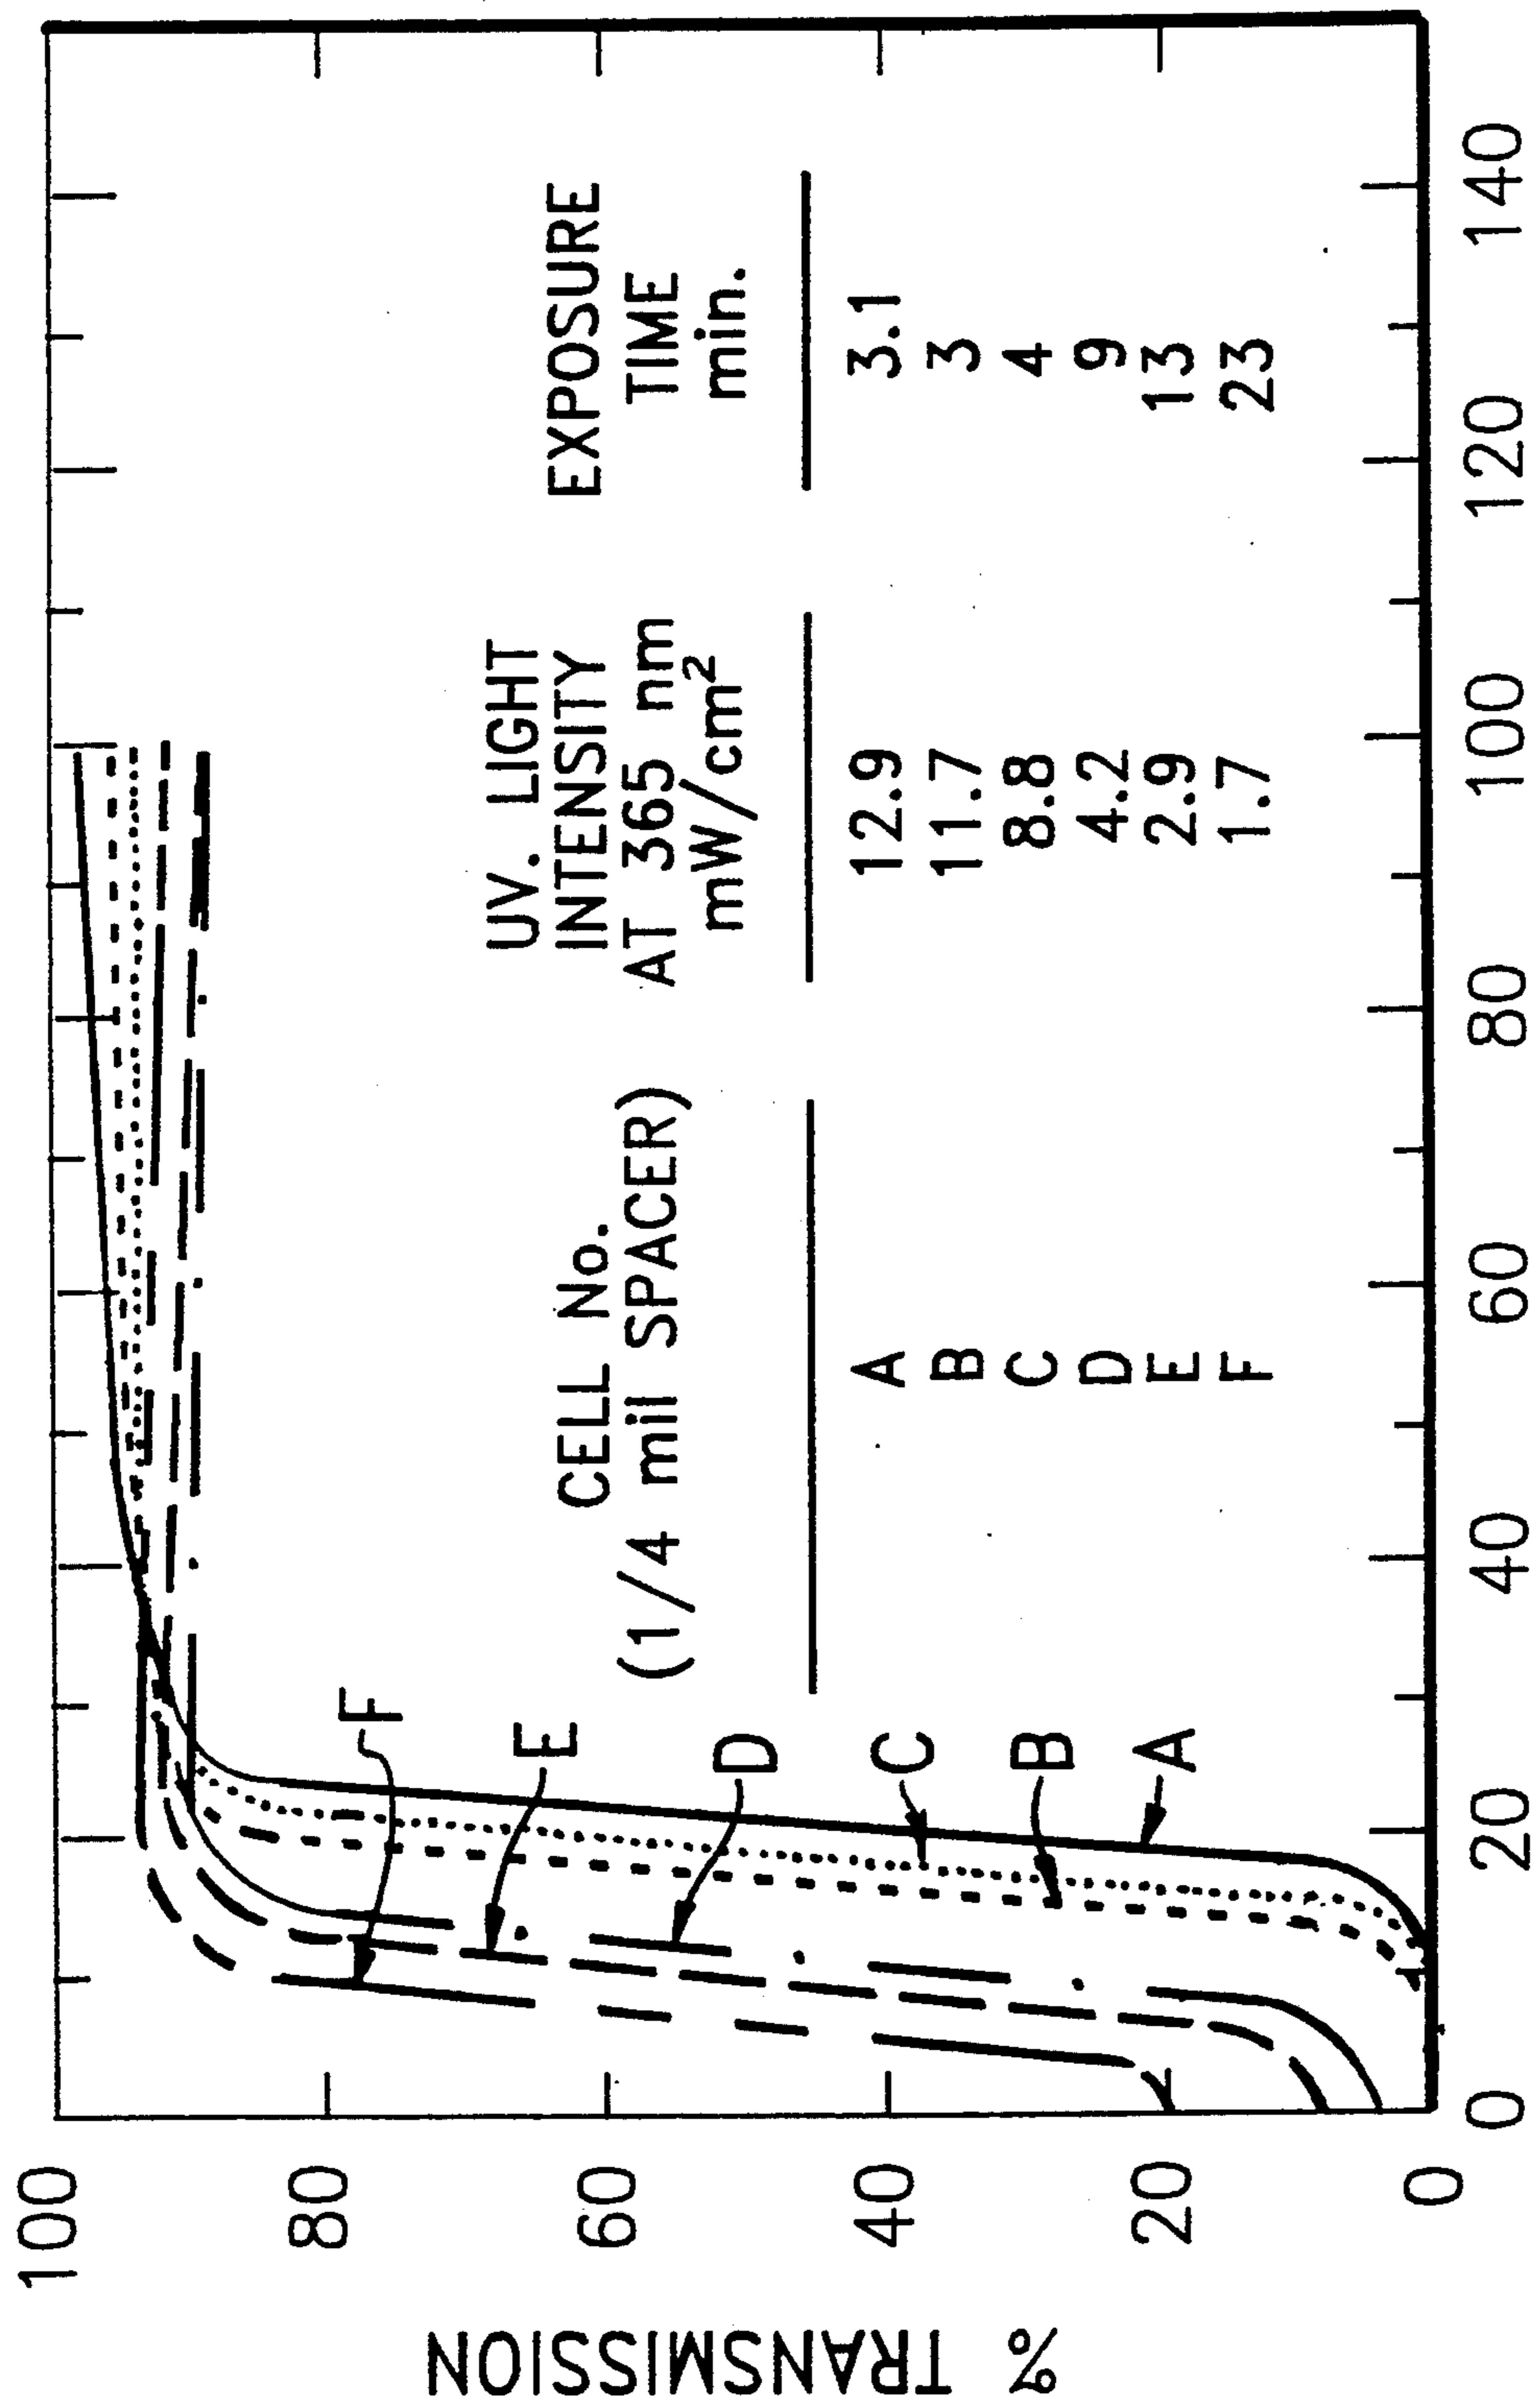 % TRANSMISSION
100
80
60
40
20
0
0 20 40 60 80 100 120 140
F
E
D
C
B
A
CELL No.
(1/4 mil SPACER)
UV. LIGHT
INTENSITY
AT 365 nm
mW/cm²
EXPOSURE
TIME
min.
A 12.9 3.1
B 11.7 3
C 8.8 4
D 4.2 9
E 2.9 13
F 1.7 23